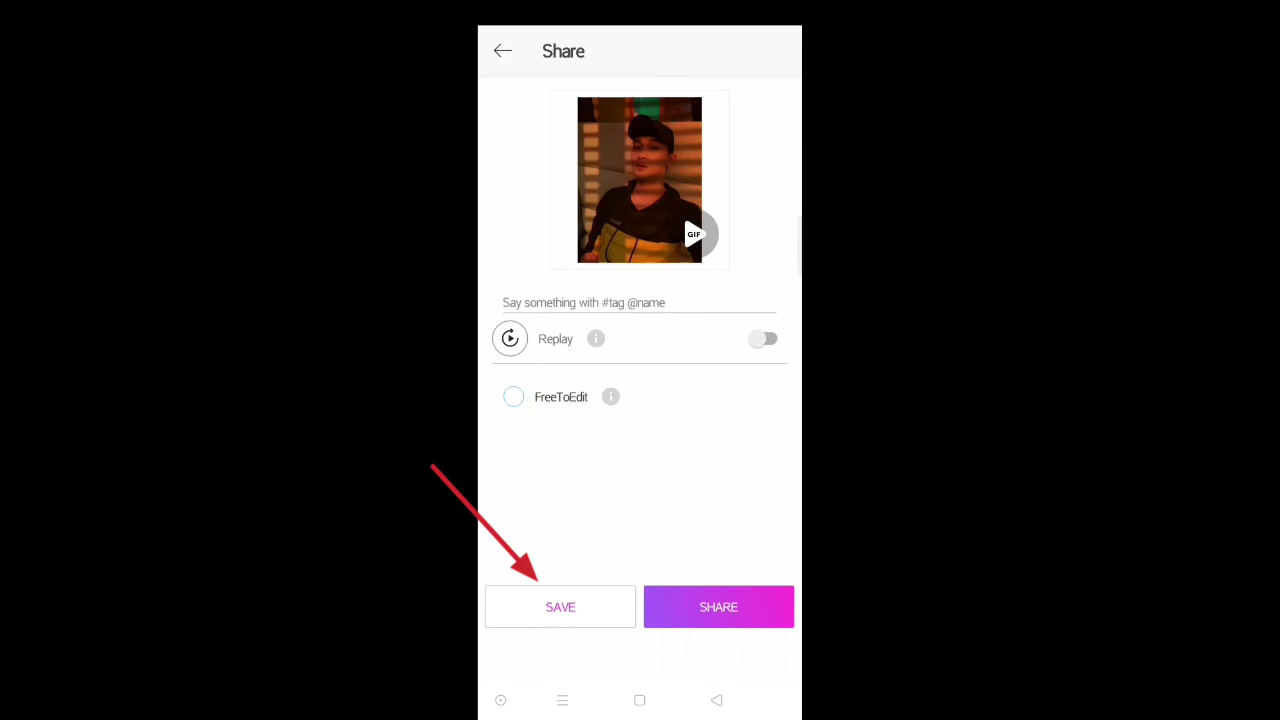 Share
GIF
Say something with #tag @name
Replay
FreeToEdit
SAVE
SHARE